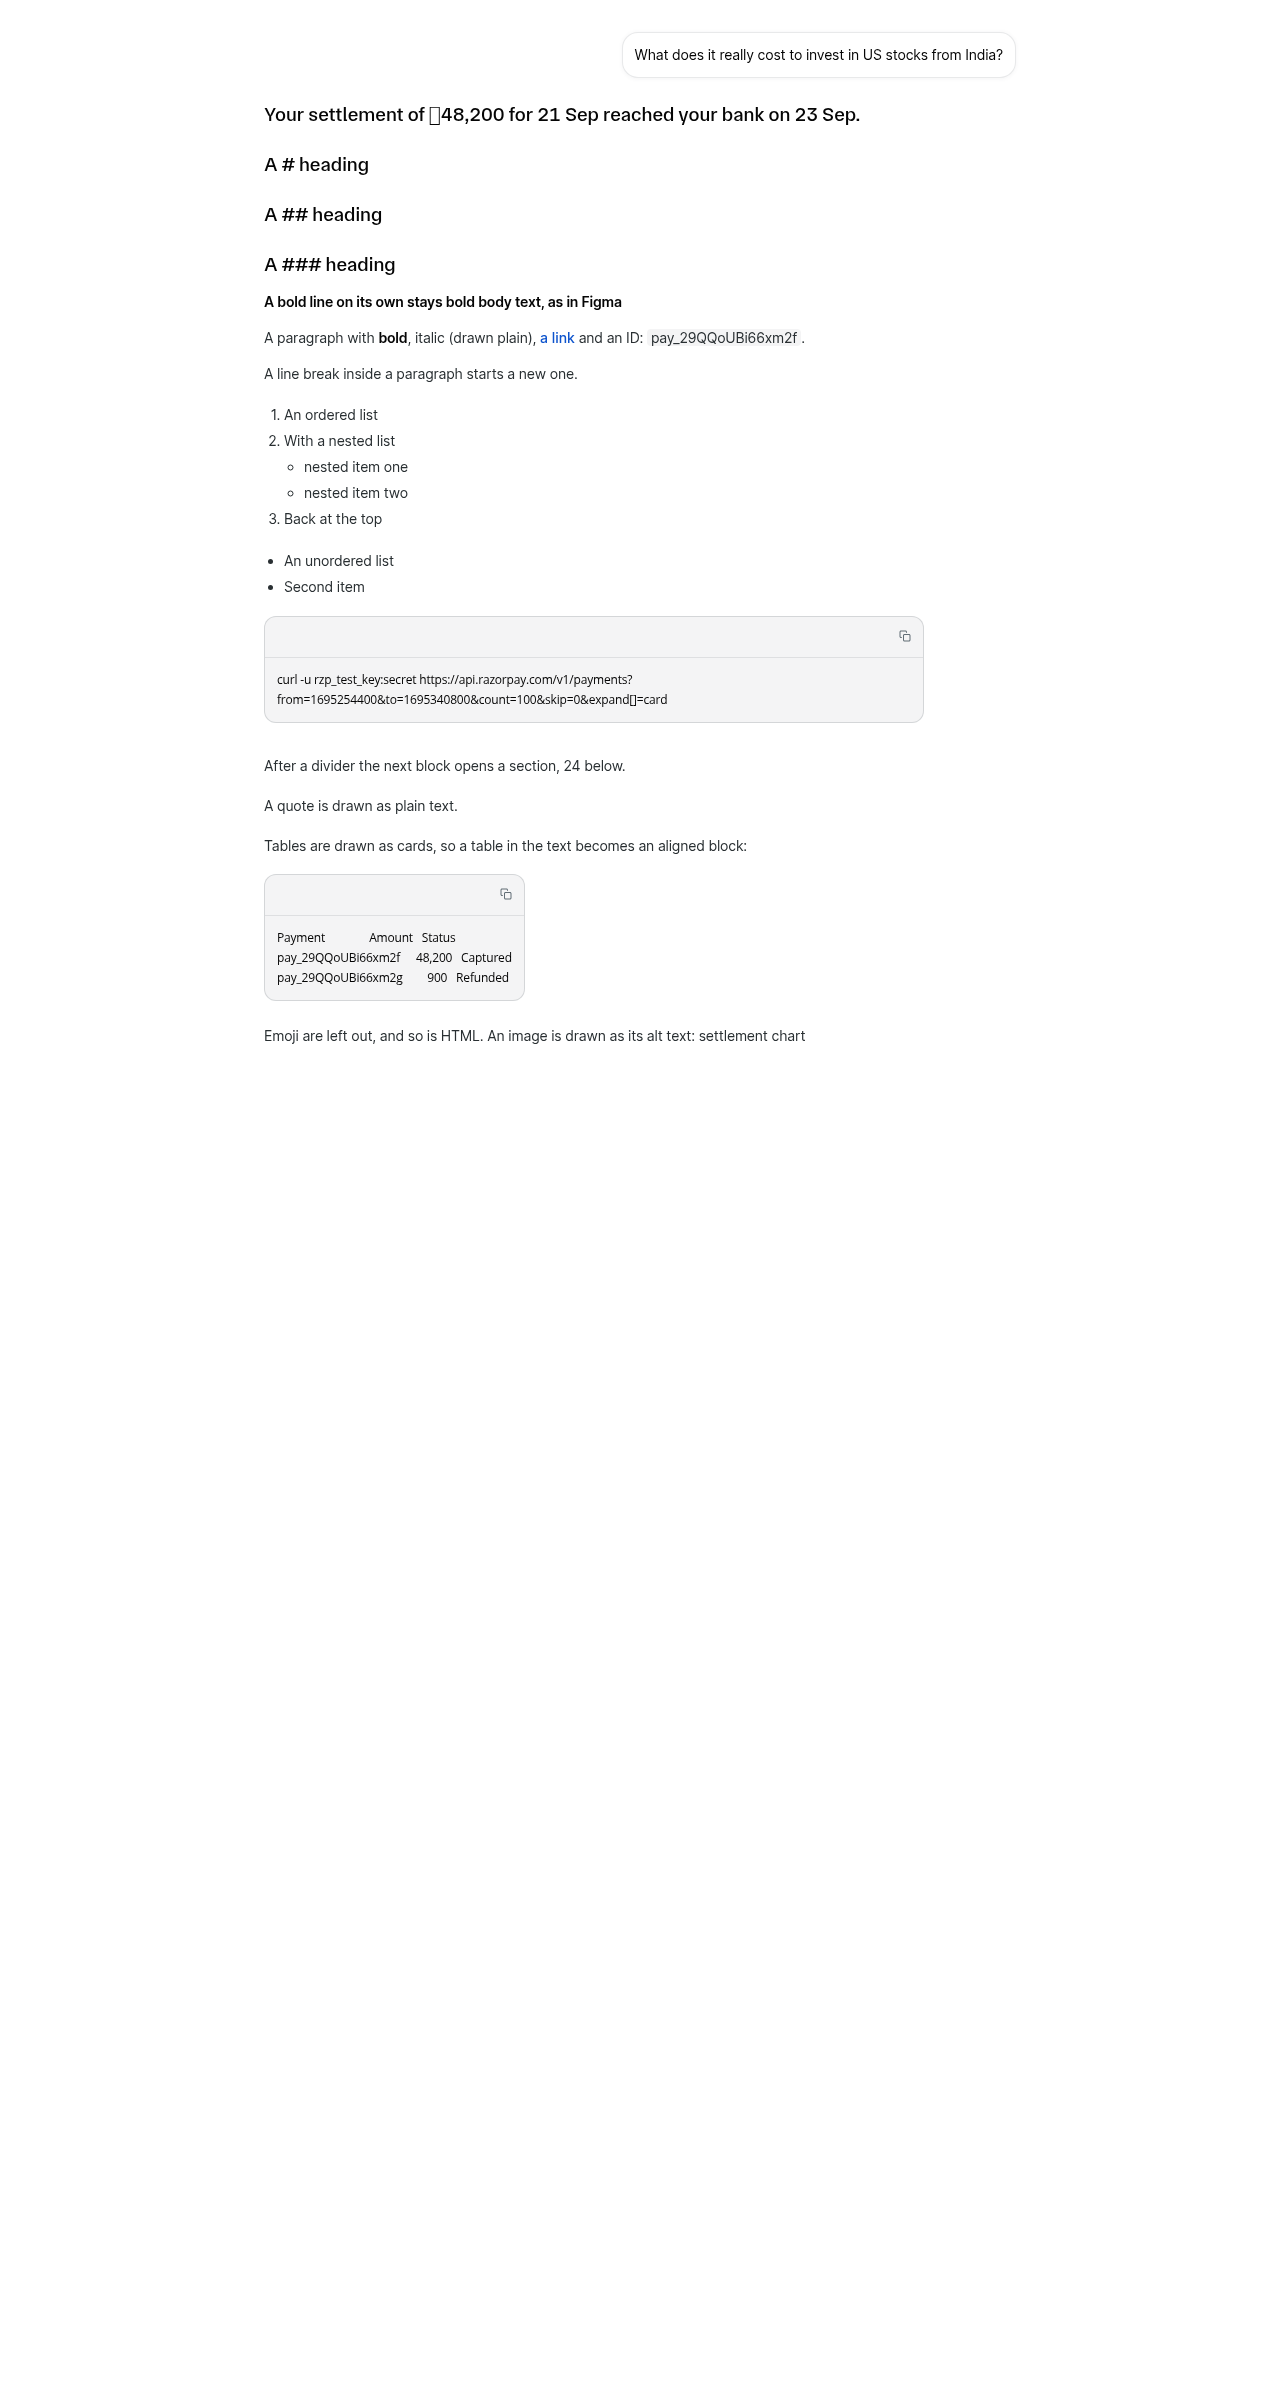 What does it really cost to invest in US stocks from India?
Your settlement of 48,200 for 21 Sep reached your bank on 23 Sep.
A # heading
A ## heading
A ### heading
A bold line on its own stays bold body text, as in Figma
A paragraph with bold, italic (drawn plain), a link and an ID: pay_29QQoUBi66xm2f.
A line break inside a paragraph starts a new one.
1. An ordered list
2. With a nested list
nested item one
nested item two
3. Back at the top
An unordered list
Second item
curl -u rzp_test_key:secret https://api.razorpay.com/v1/payments?
from=1695254400&to=1695340800&count=100&skip=0&expand[]=card
After a divider the next block opens a section, 24 below.
A quote is drawn as plain text.
Tables are drawn as cards, so a table in the text becomes an aligned block:
Payment Amount Status
pay_29QQoUBi66xm2f 48,200 Captured
pay_29QQoUBi66xm2g 900 Refunded
Emoji are left out, and so is HTML. An image is drawn as its alt text: settlement chart